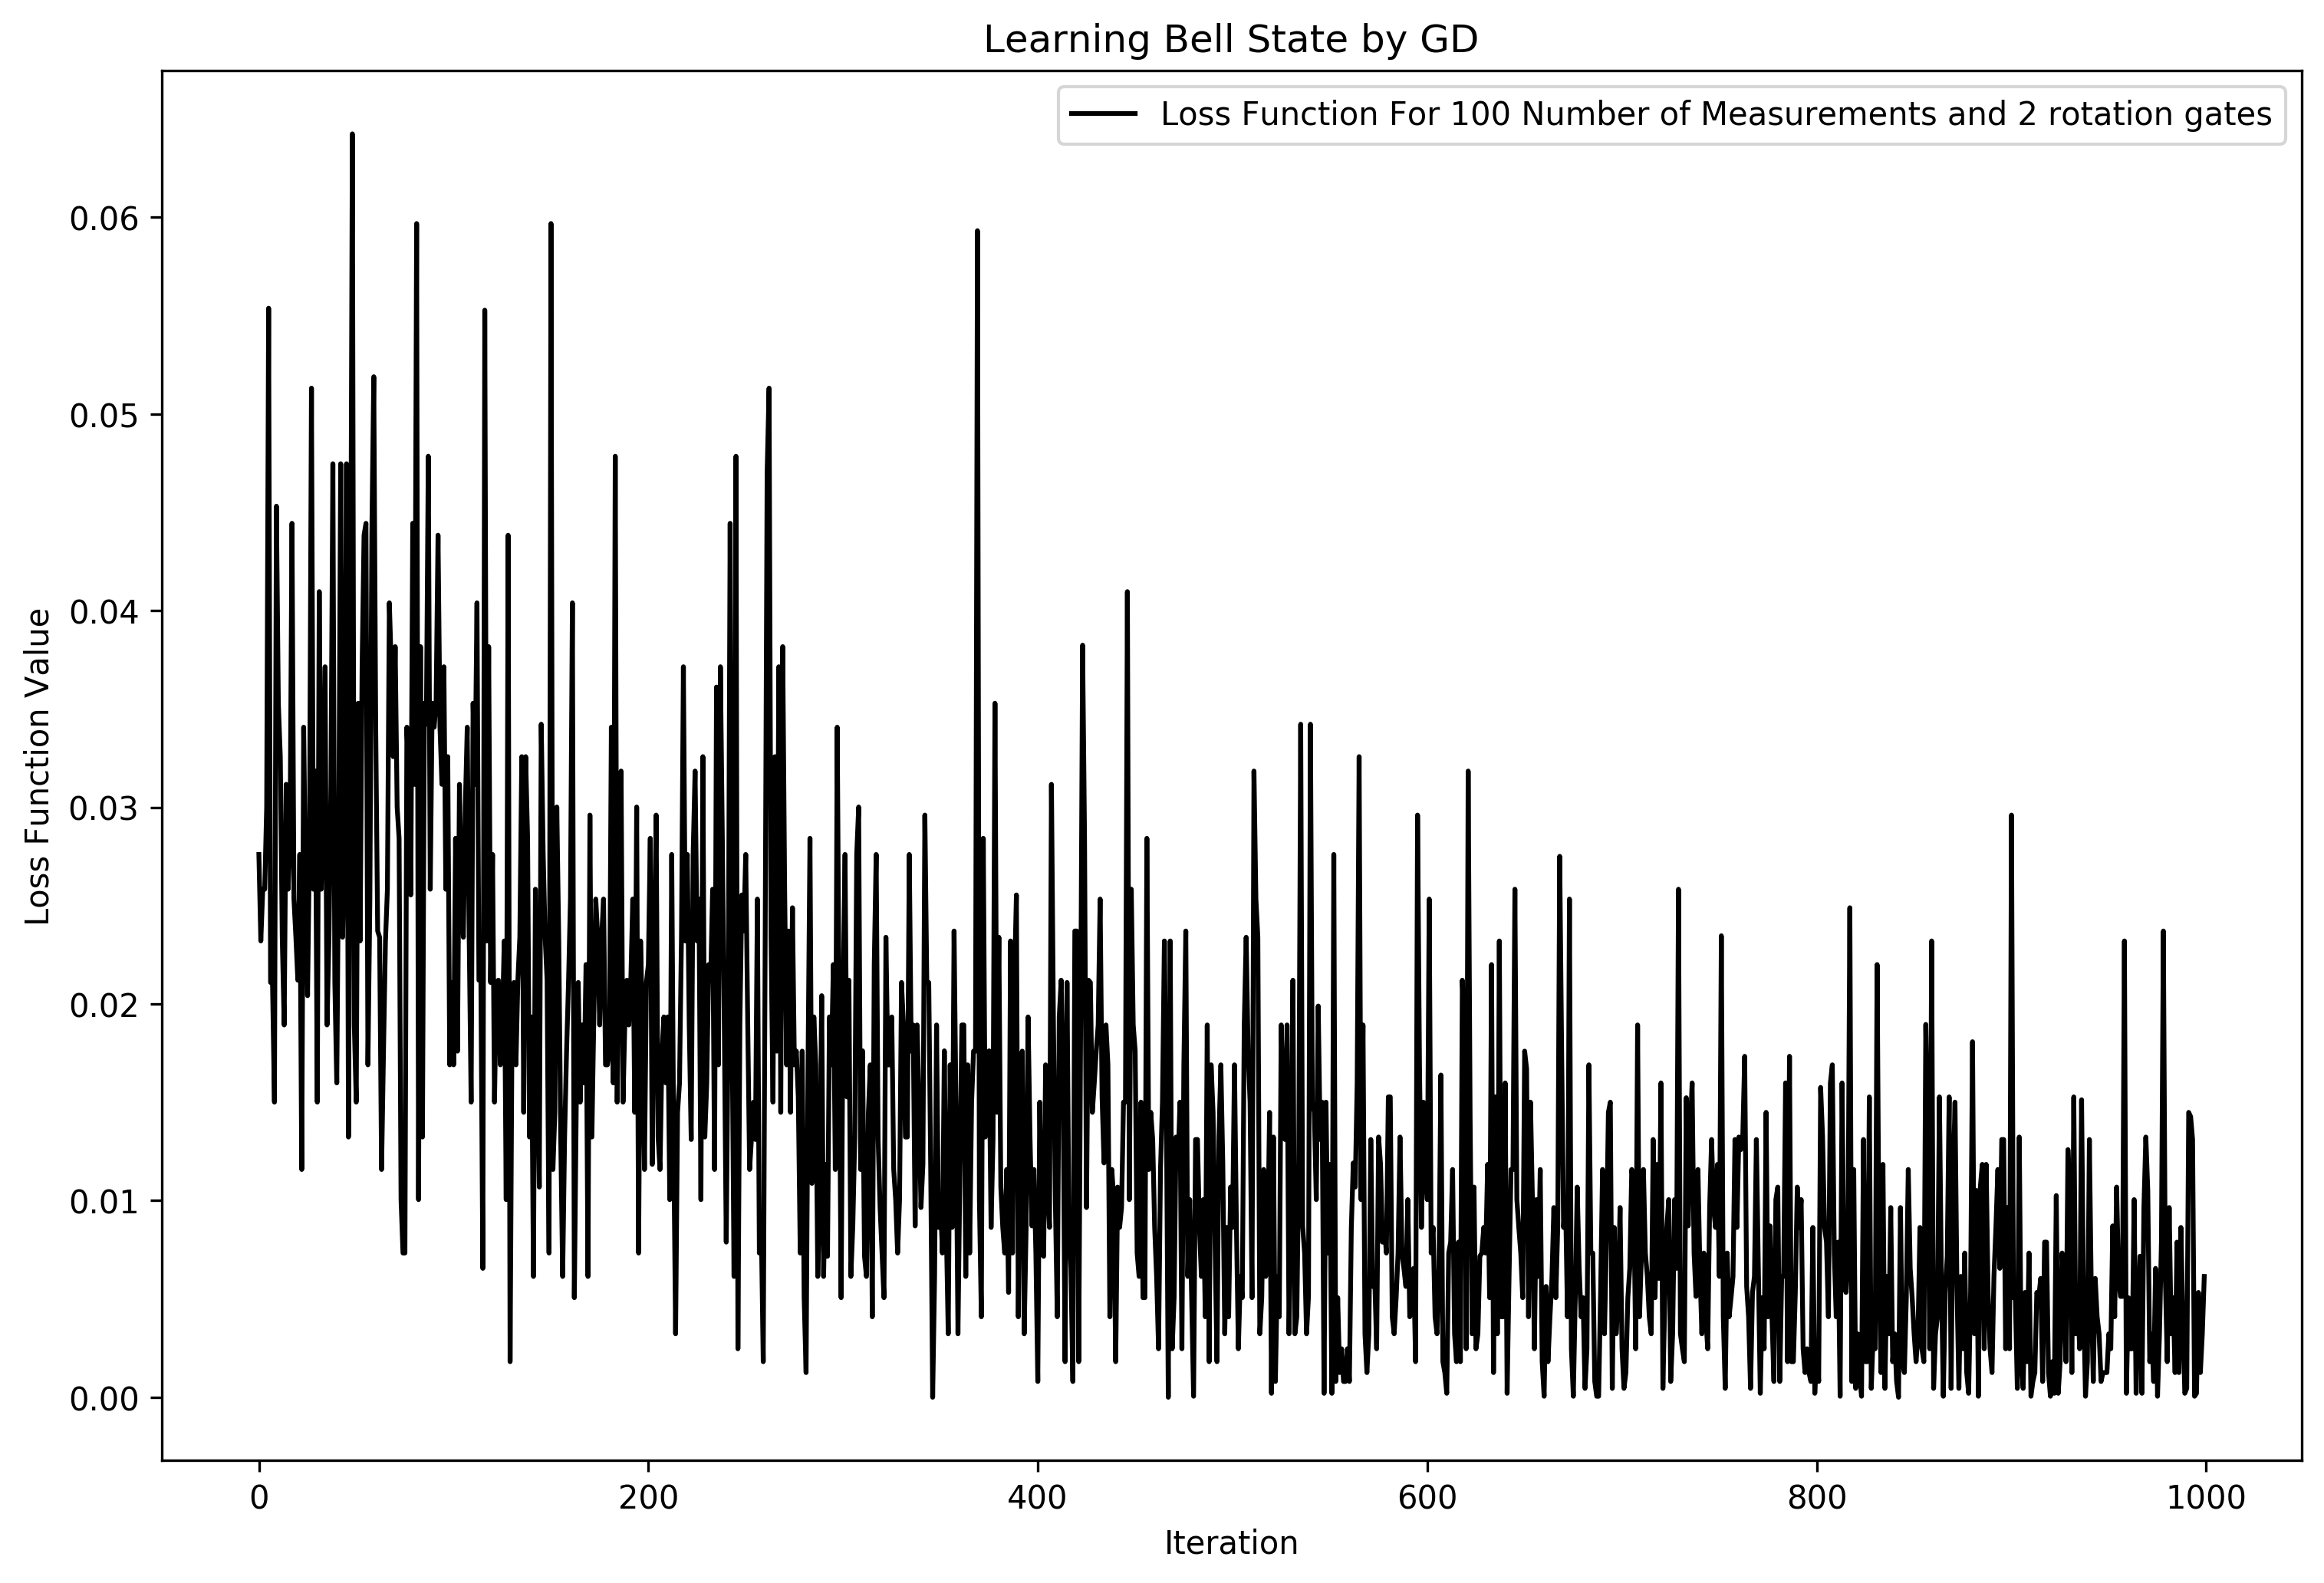 Learning Bell State by GD
Loss Function For 100 Number of Measurements and 2 rotation gates
Loss Function Value
0.06
0.05
0.04
0.03
0.02
0.01
0.00
0 200 400 600 800 1000
Iteration